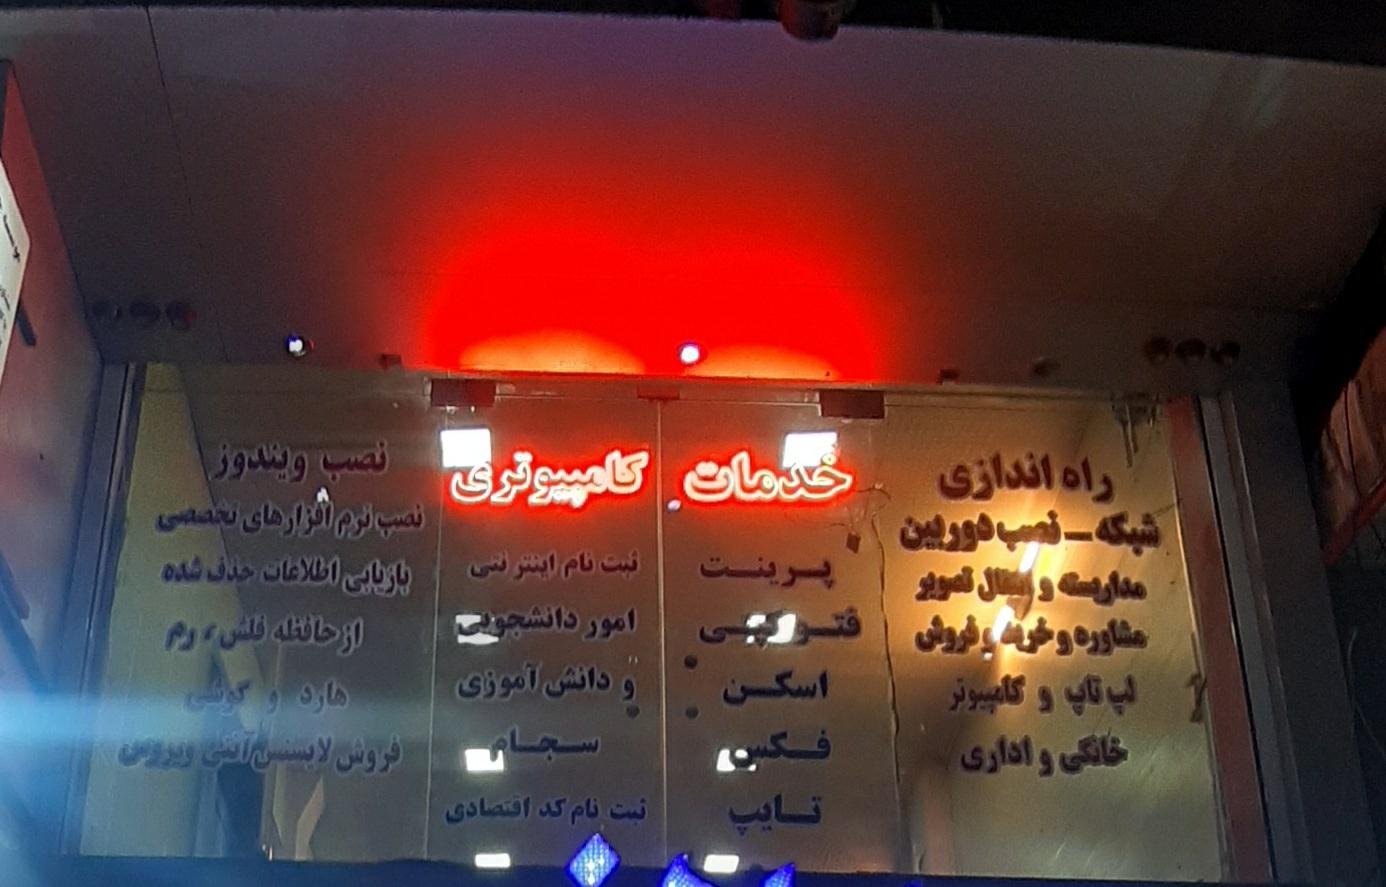 خدمات کامپیوتری
راه اندازی
شبکه - نصب دوربین
مداربسته و انتقال تصویر
مشاوره و خرید و فروش
لپ تاپ و کامپیوتر
خانگی و اداری
پرینت
فتوکپی
اسکن
فکس
تایپ
ثبت نام اینترنتی
امور دانشجویی
و دانش آموزی
سجام
ثبت نام کد اقتصادی
نصب ویندوز
نصب نرم افزارهای تخصصی
بازیابی اطلاعات حذف شده
از حافظه فلش، رم
هارد و گوشی
فروش لایسنس آنتی ویروس